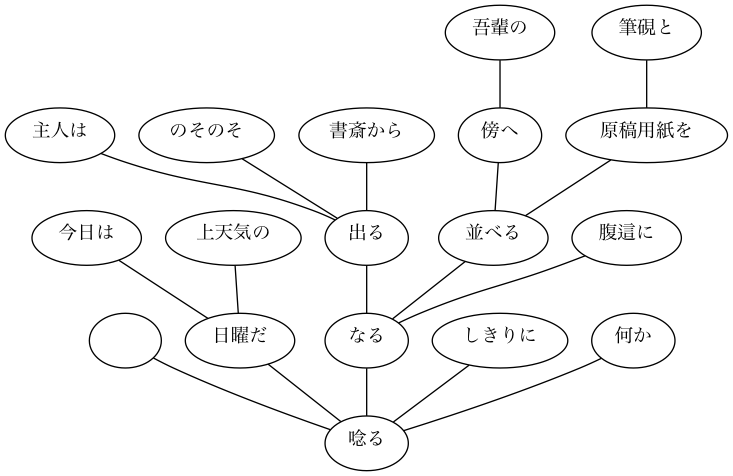 吾輩の
筆硯と
主人は
のそのそ
書斎から
傍へ
原稿用紙を
今日は
上天気の
出る
並べる
腹這に
日曜だ
なる
しきりに
何か
唸る